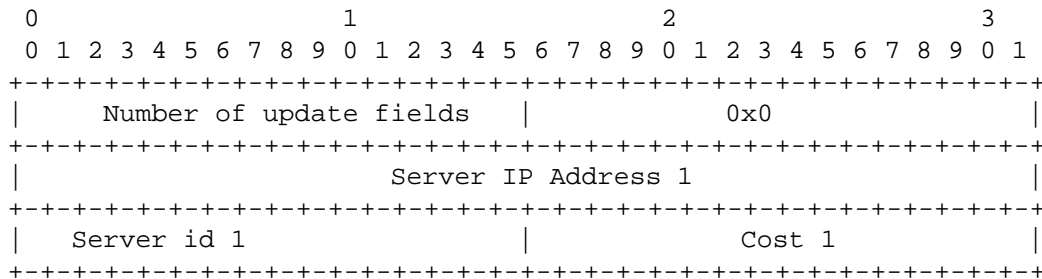 0                   1                   2                   3
 0 1 2 3 4 5 6 7 8 9 0 1 2 3 4 5 6 7 8 9 0 1 2 3 4 5 6 7 8 9 0 1
+-+-+-+-+-+-+-+-+-+-+-+-+-+-+-+-+-+-+-+-+-+-+-+-+-+-+-+-+-+-+-+-+
|     Number of update fields   |            0x0                |
+-+-+-+-+-+-+-+-+-+-+-+-+-+-+-+-+-+-+-+-+-+-+-+-+-+-+-+-+-+-+-+-+
|                       Server IP Address 1                     |
+-+-+-+-+-+-+-+-+-+-+-+-+-+-+-+-+-+-+-+-+-+-+-+-+-+-+-+-+-+-+-+-+
|   Server id 1                 |             Cost 1            |
+-+-+-+-+-+-+-+-+-+-+-+-+-+-+-+-+-+-+-+-+-+-+-+-+-+-+-+-+-+-+-+-+